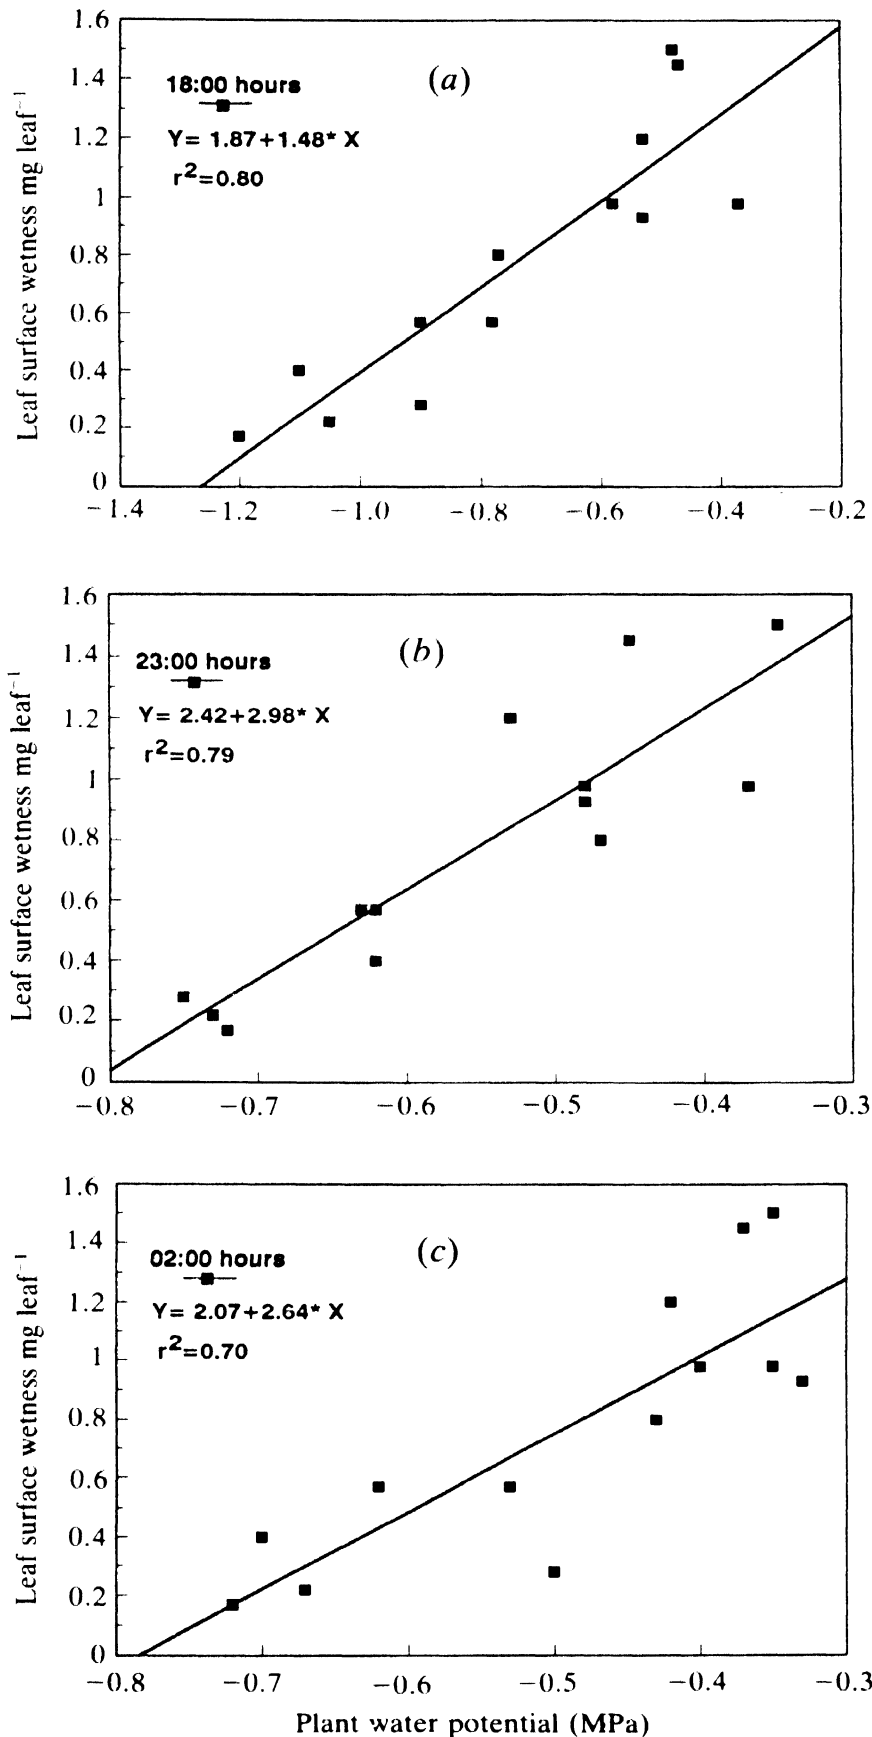 1.6
1.4
1.2
1
0.8
0.6
0.4
0.2
0
Leaf surface wetness mg leaf⁻¹
18:00 hours
(a)
Y= 1.87+1.48* X
r²=0.80
−1.4 −1.2 −1.0 −0.8 −0.6 −0.4 −0.2
1.6
1.4
1.2
1
0.8
0.6
0.4
0.2
0
Leaf surface wetness mg leaf⁻¹
23:00 hours
(b)
Y= 2.42+2.98* X
r²=0.79
−0.8 −0.7 −0.6 −0.5 −0.4 −0.3
1.6
1.4
1.2
1
0.8
0.6
0.4
0.2
0
Leaf surface wetness mg leaf⁻¹
02:00 hours
(c)
Y= 2.07+2.64* X
r²=0.70
−0.8 −0.7 −0.6 −0.5 −0.4 −0.3
Plant water potential (MPa)